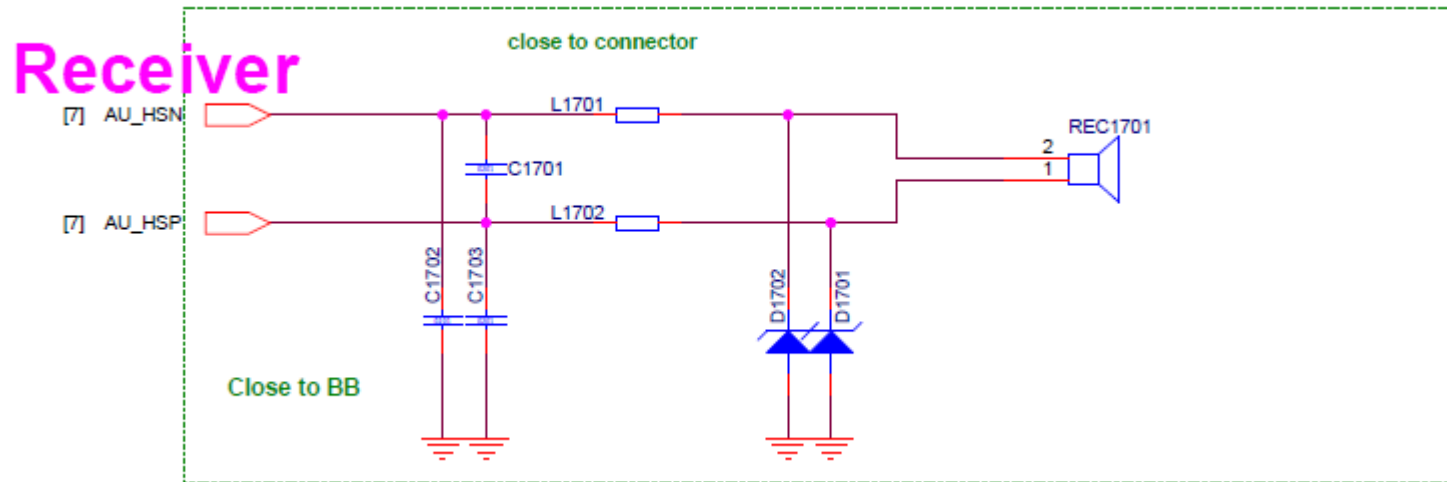 close to connector
Receiver
L1701
[7] AU_HSN
REC1701
2
C1701
1
L1702
[7] AU_HSP
C1702
C1703
D1702
D1701
Close to BB